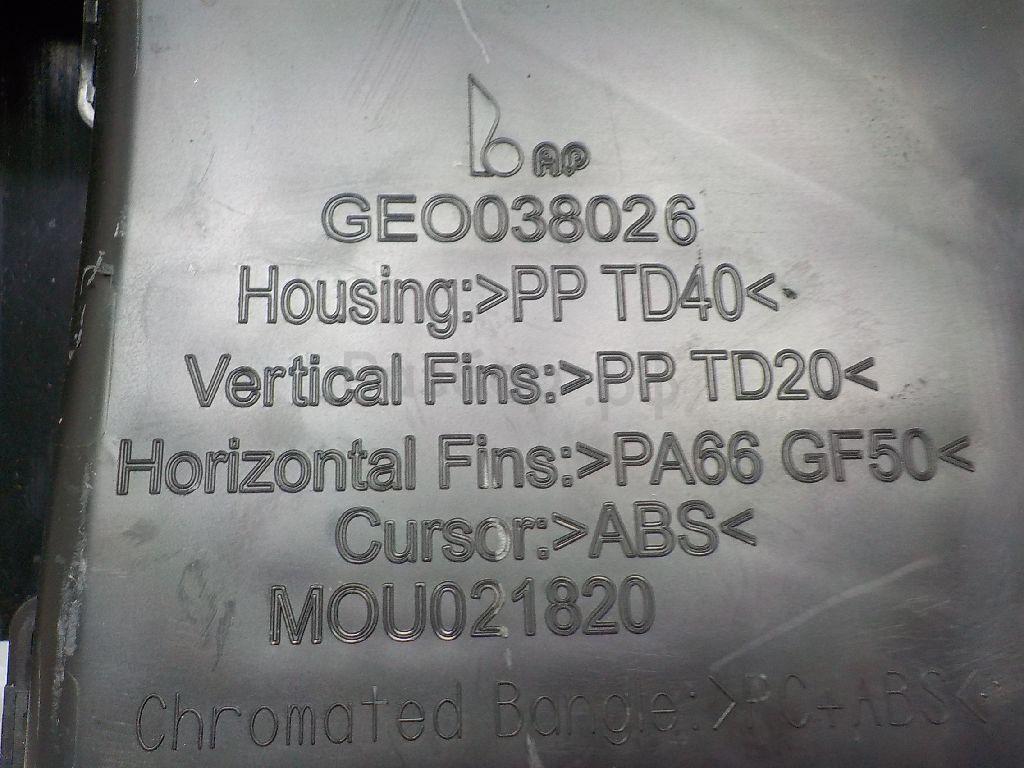 b AP
GEO038026
Housing:>PP TD40<
Vertical Fins:>PP TD20<
Horizontal Fins:>PA66 GF50<
Cursor:>ABS<
MOU021820
Chromated Bangle:>PC+ABS<